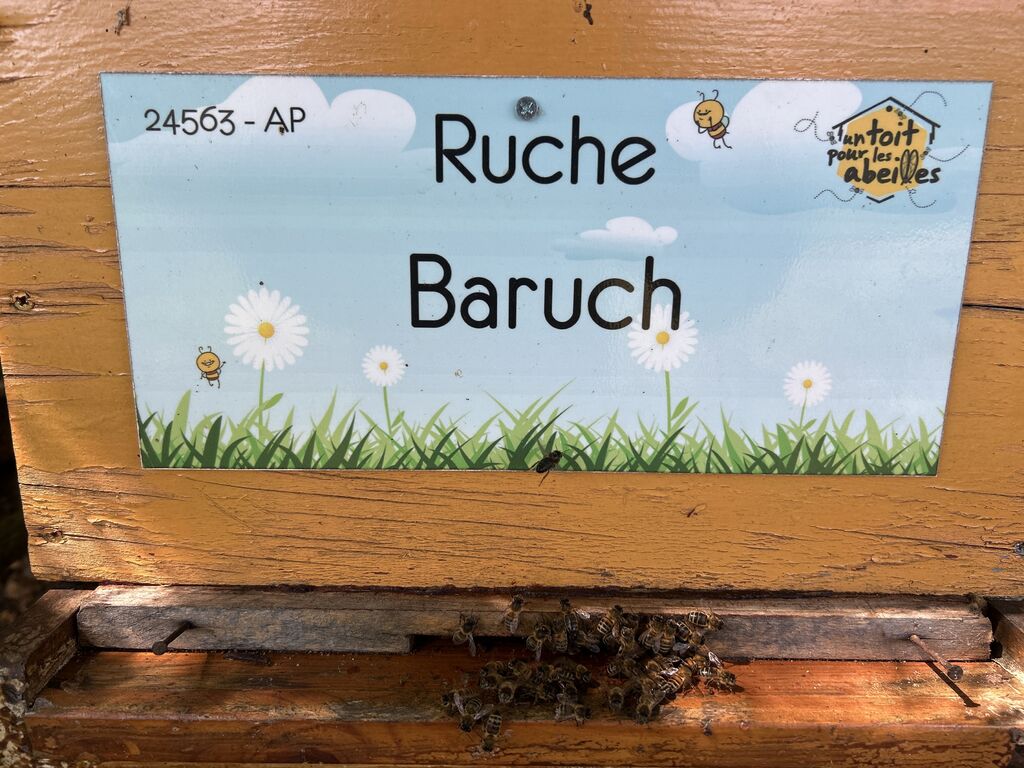 24563 - AP
Ruche
Baruch
un toit
pour les
abeilles